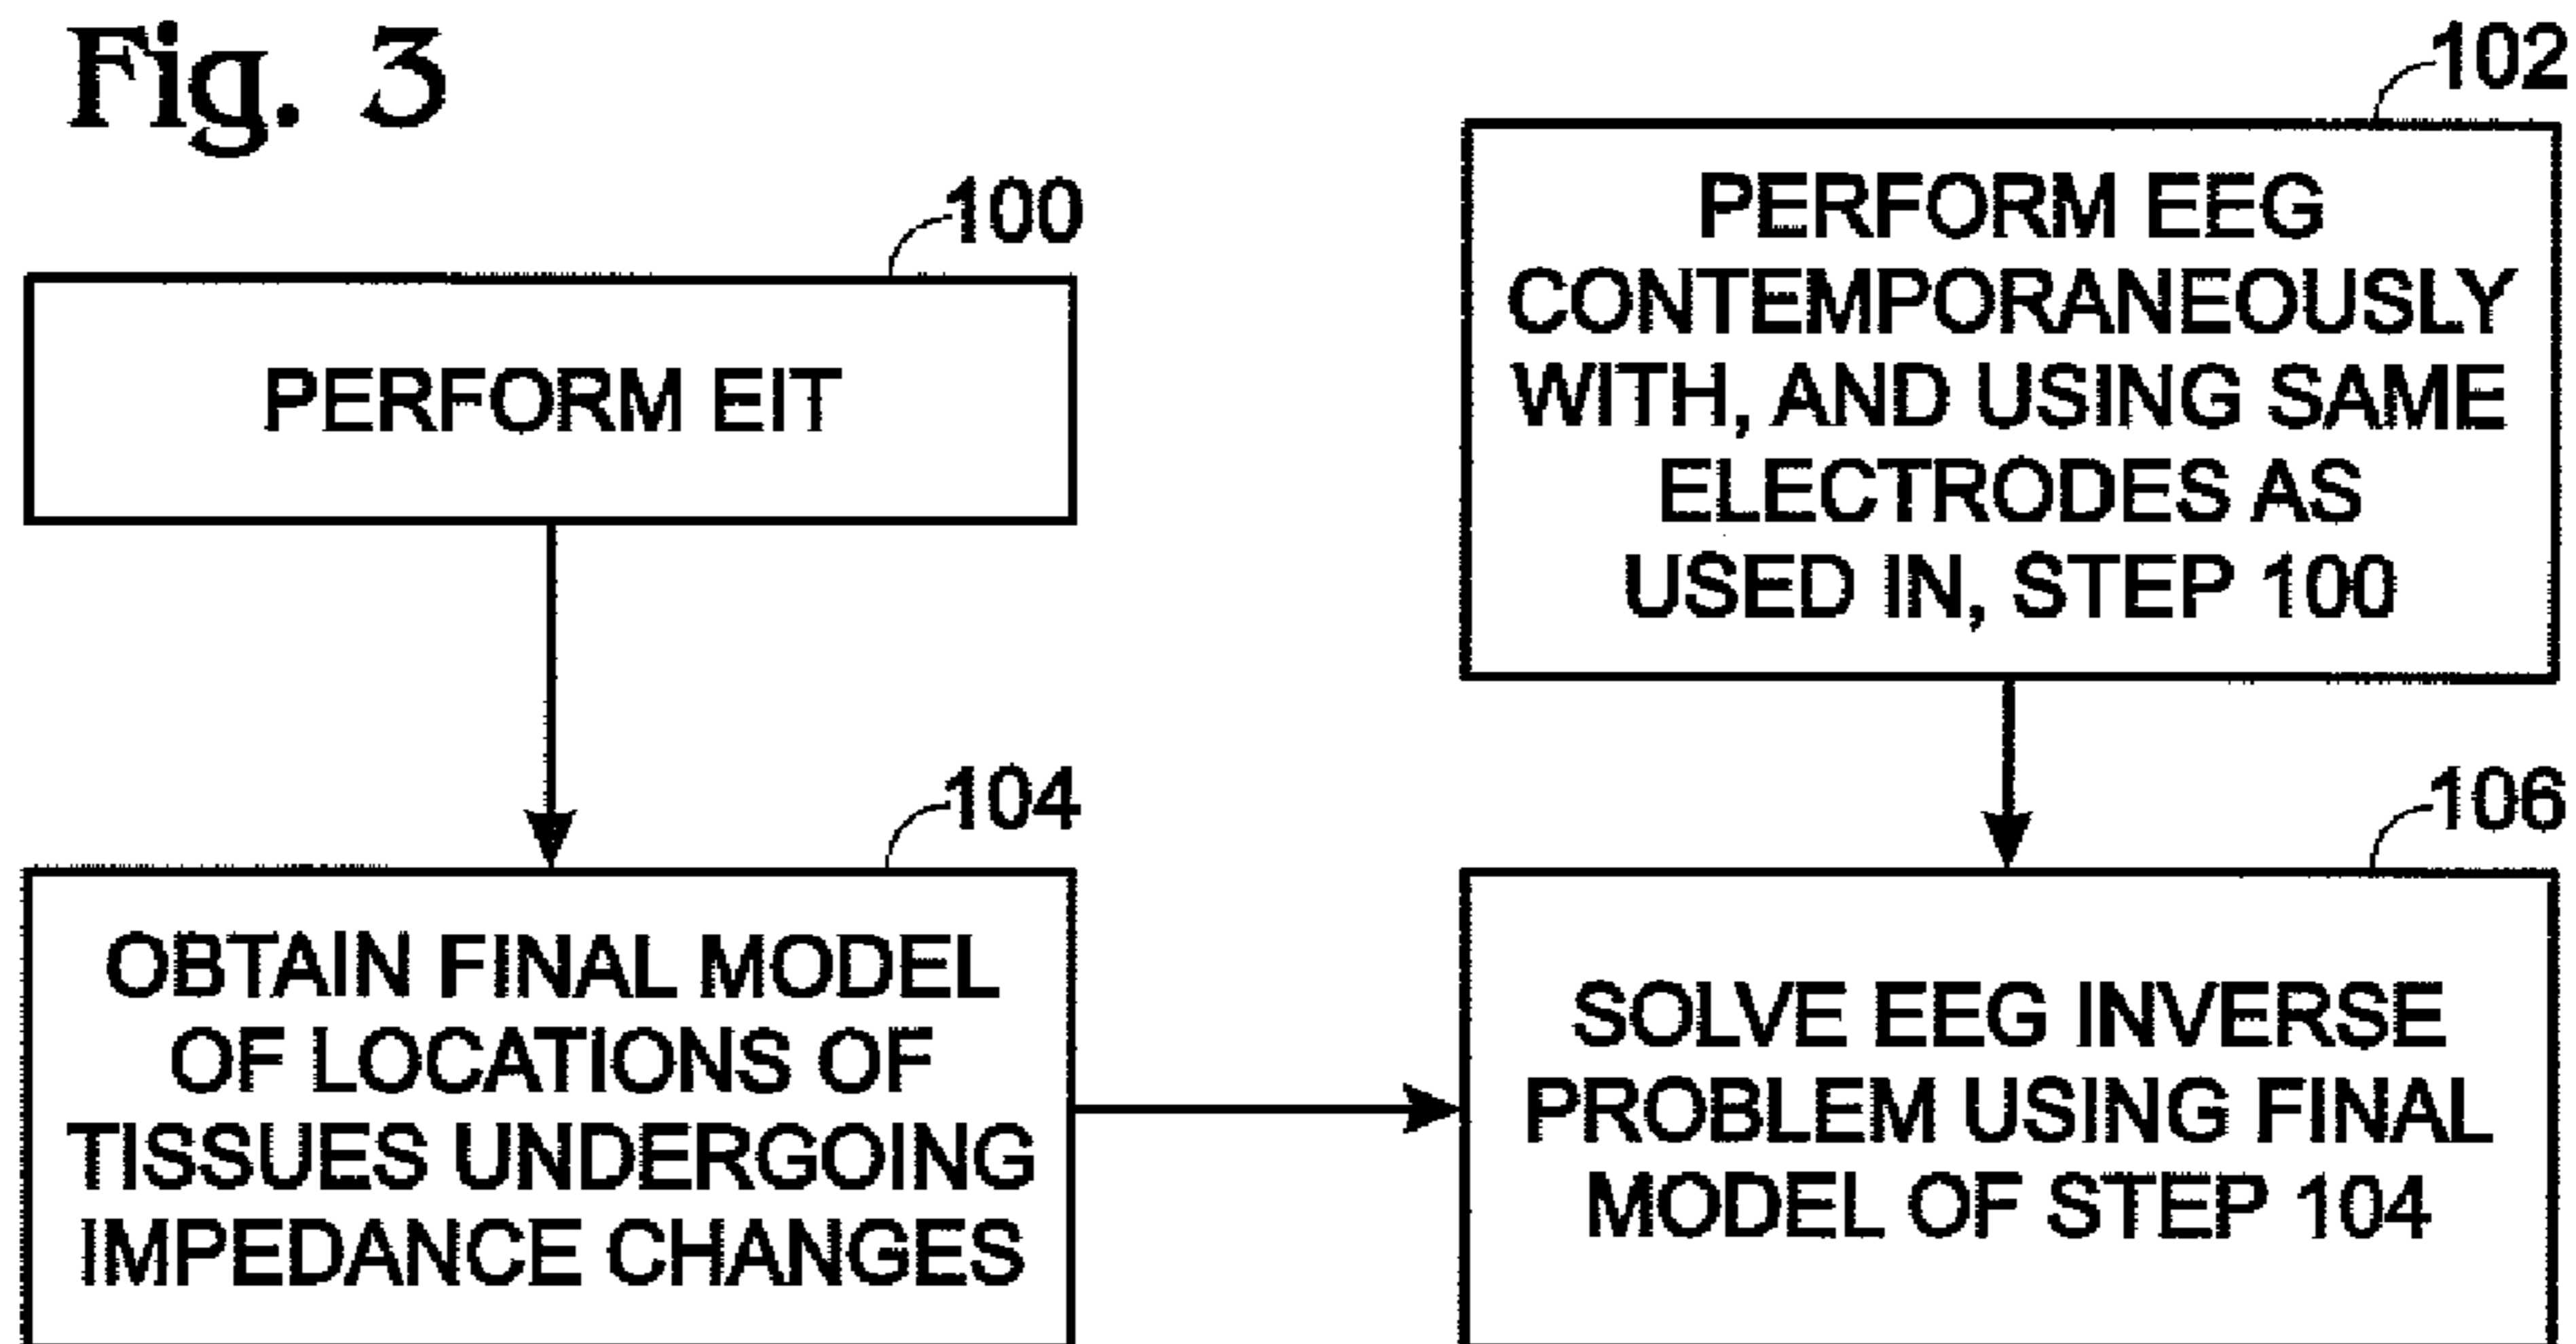 Fig. 3
100
PERFORM EIT
102
PERFORM EEG
CONTEMPORANEOUSLY
WITH, AND USING SAME
ELECTRODES AS
USED IN, STEP 100
104
OBTAIN FINAL MODEL
OF LOCATIONS OF
TISSUES UNDERGOING
IMPEDANCE CHANGES
106
SOLVE EEG INVERSE
PROBLEM USING FINAL
MODEL OF STEP 104